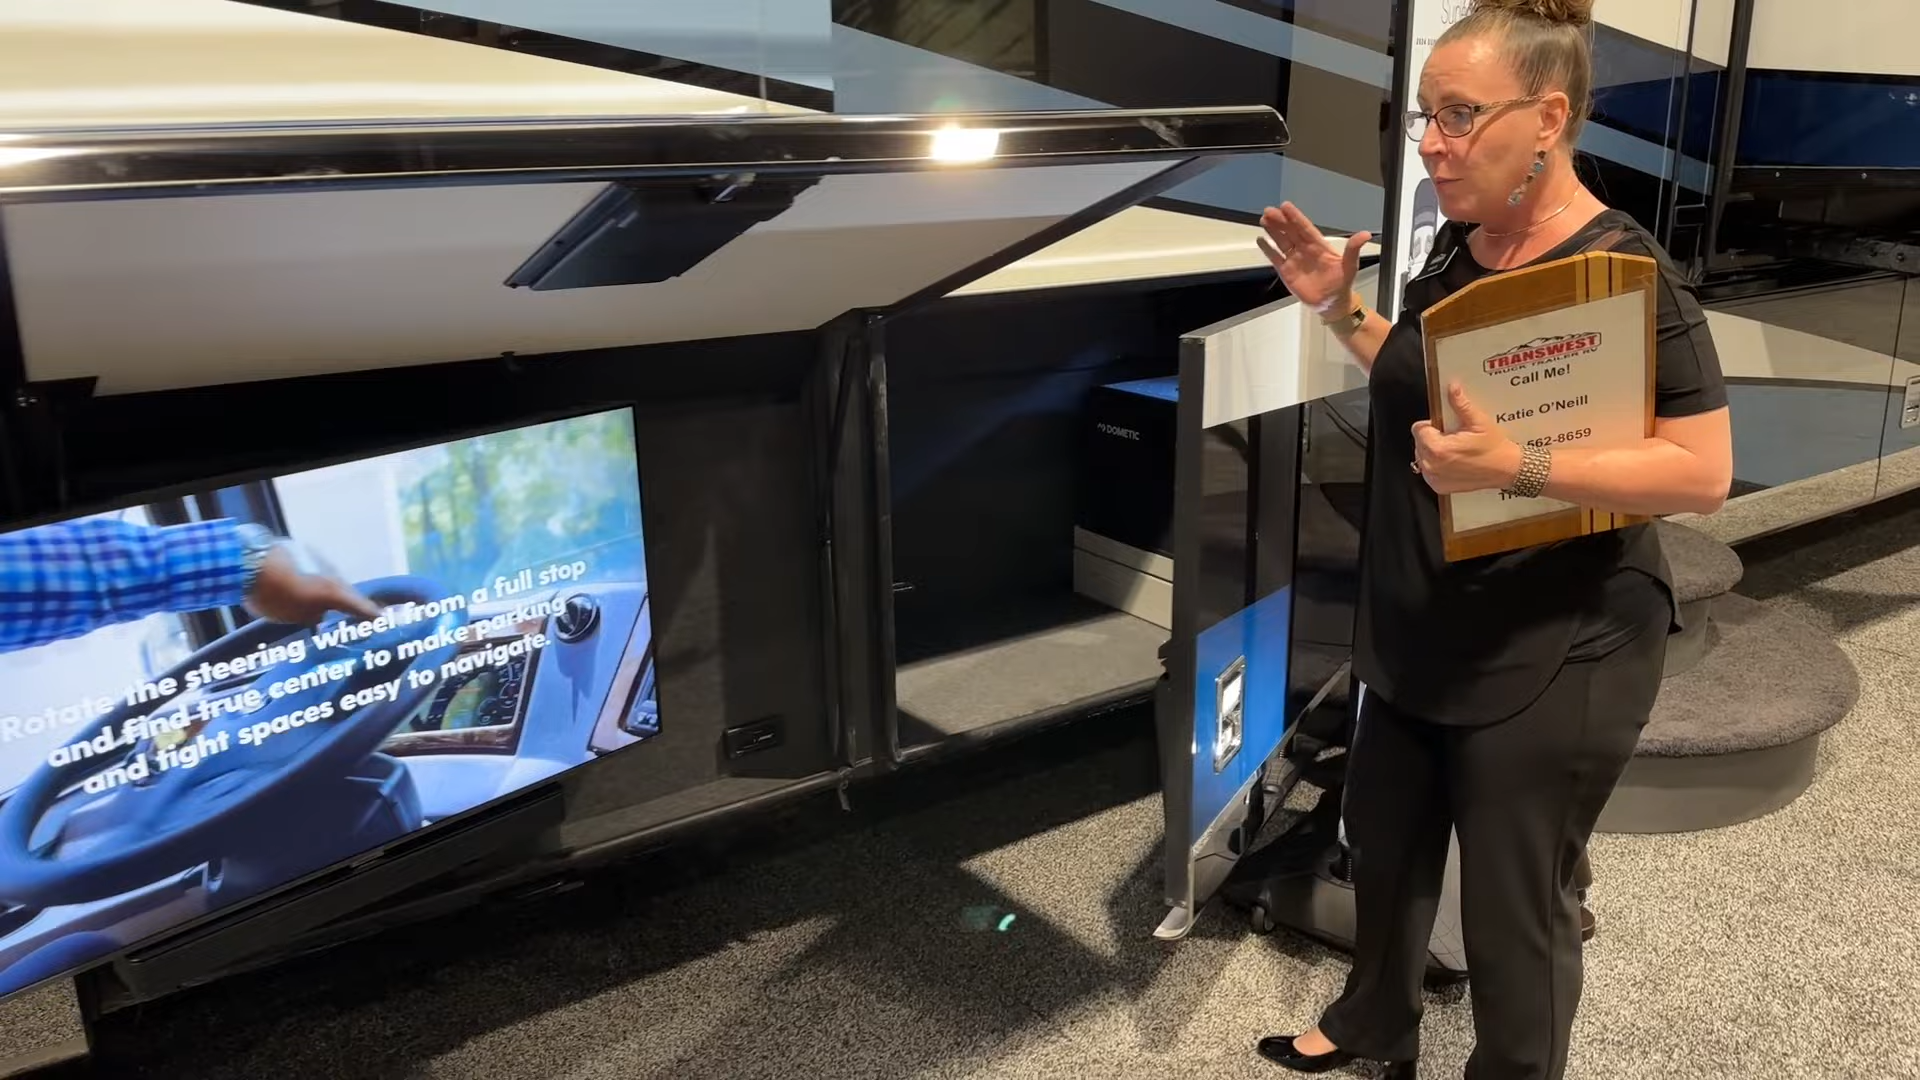 Rotate the steering wheel from a full stop
and find true center to make parking
and tight spaces easy to navigate.
DOMETIC
TRANSWEST
TRUCK TRAILER RV
Call Me!
Katie O'Neill
562-8659